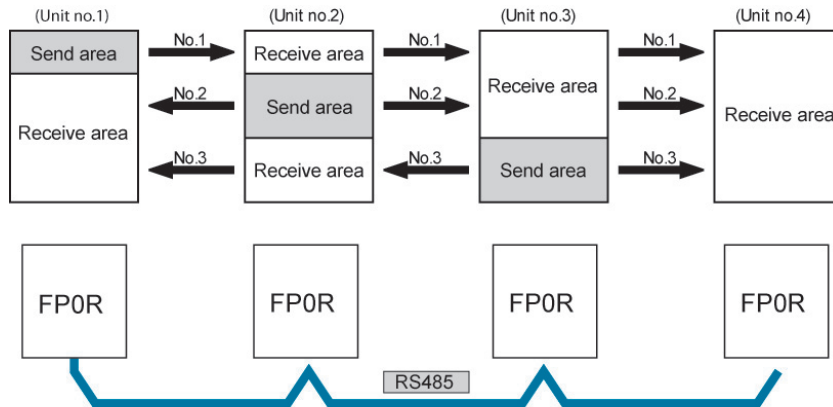 (Unit no.1) (Unit no.2) (Unit no.3) (Unit no.4)
Send area No.1 Receive area No.1 No.1
Receive area
No.2 Send area No.2 No.2
Receive area Receive area
No.3 Receive area No.3 Send area No.3
FP0R FP0R FP0R FP0R
RS485